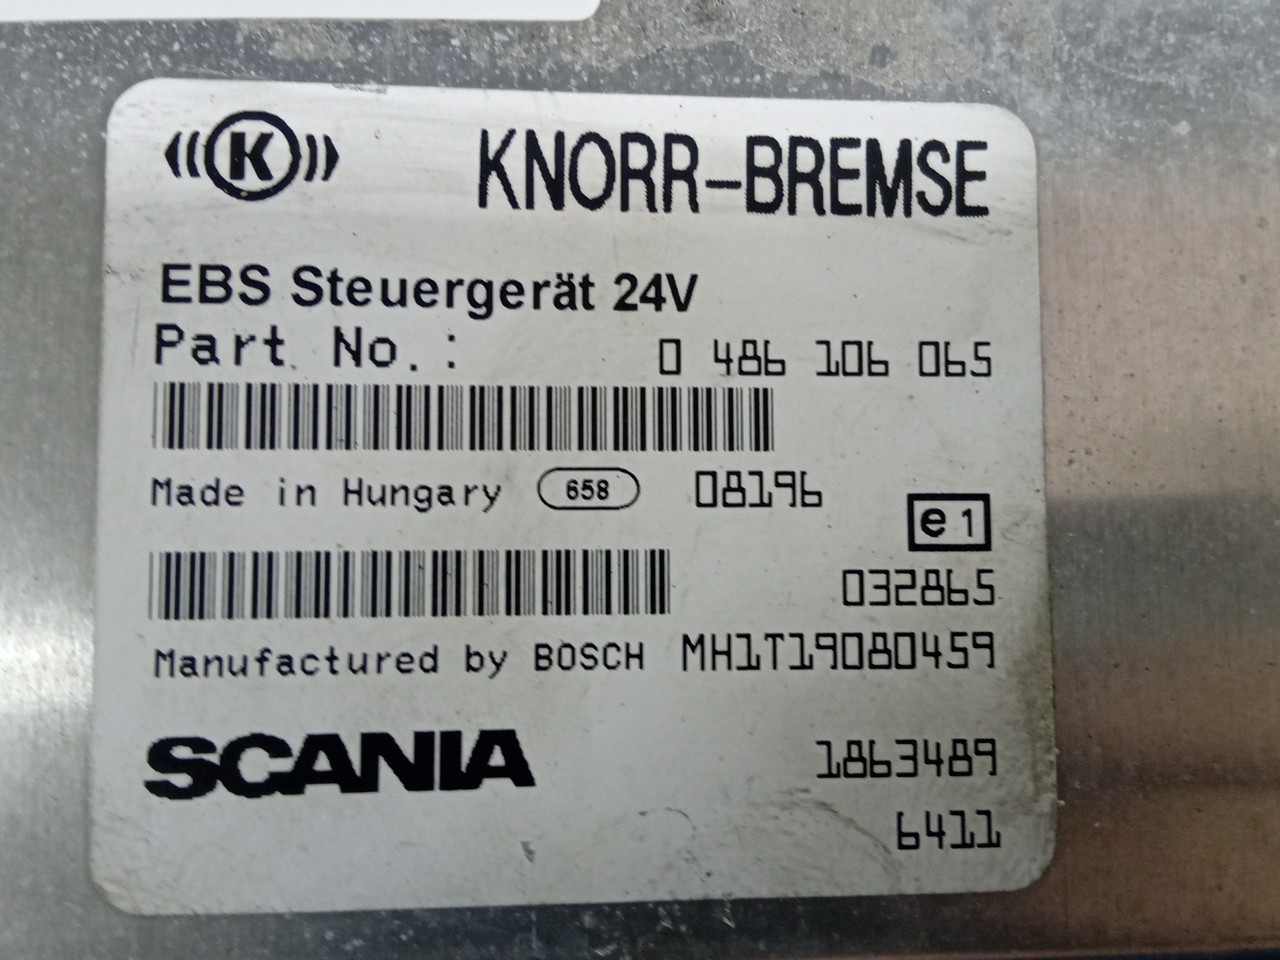 K KNORR-BREMSE
EBS Steuergerät 24V
Part No.: 0 486 106 065
Made in Hungary 658 08196
e1
032865
Manufactured by BOSCH MH1T19080459
SCANIA 1863489
6411